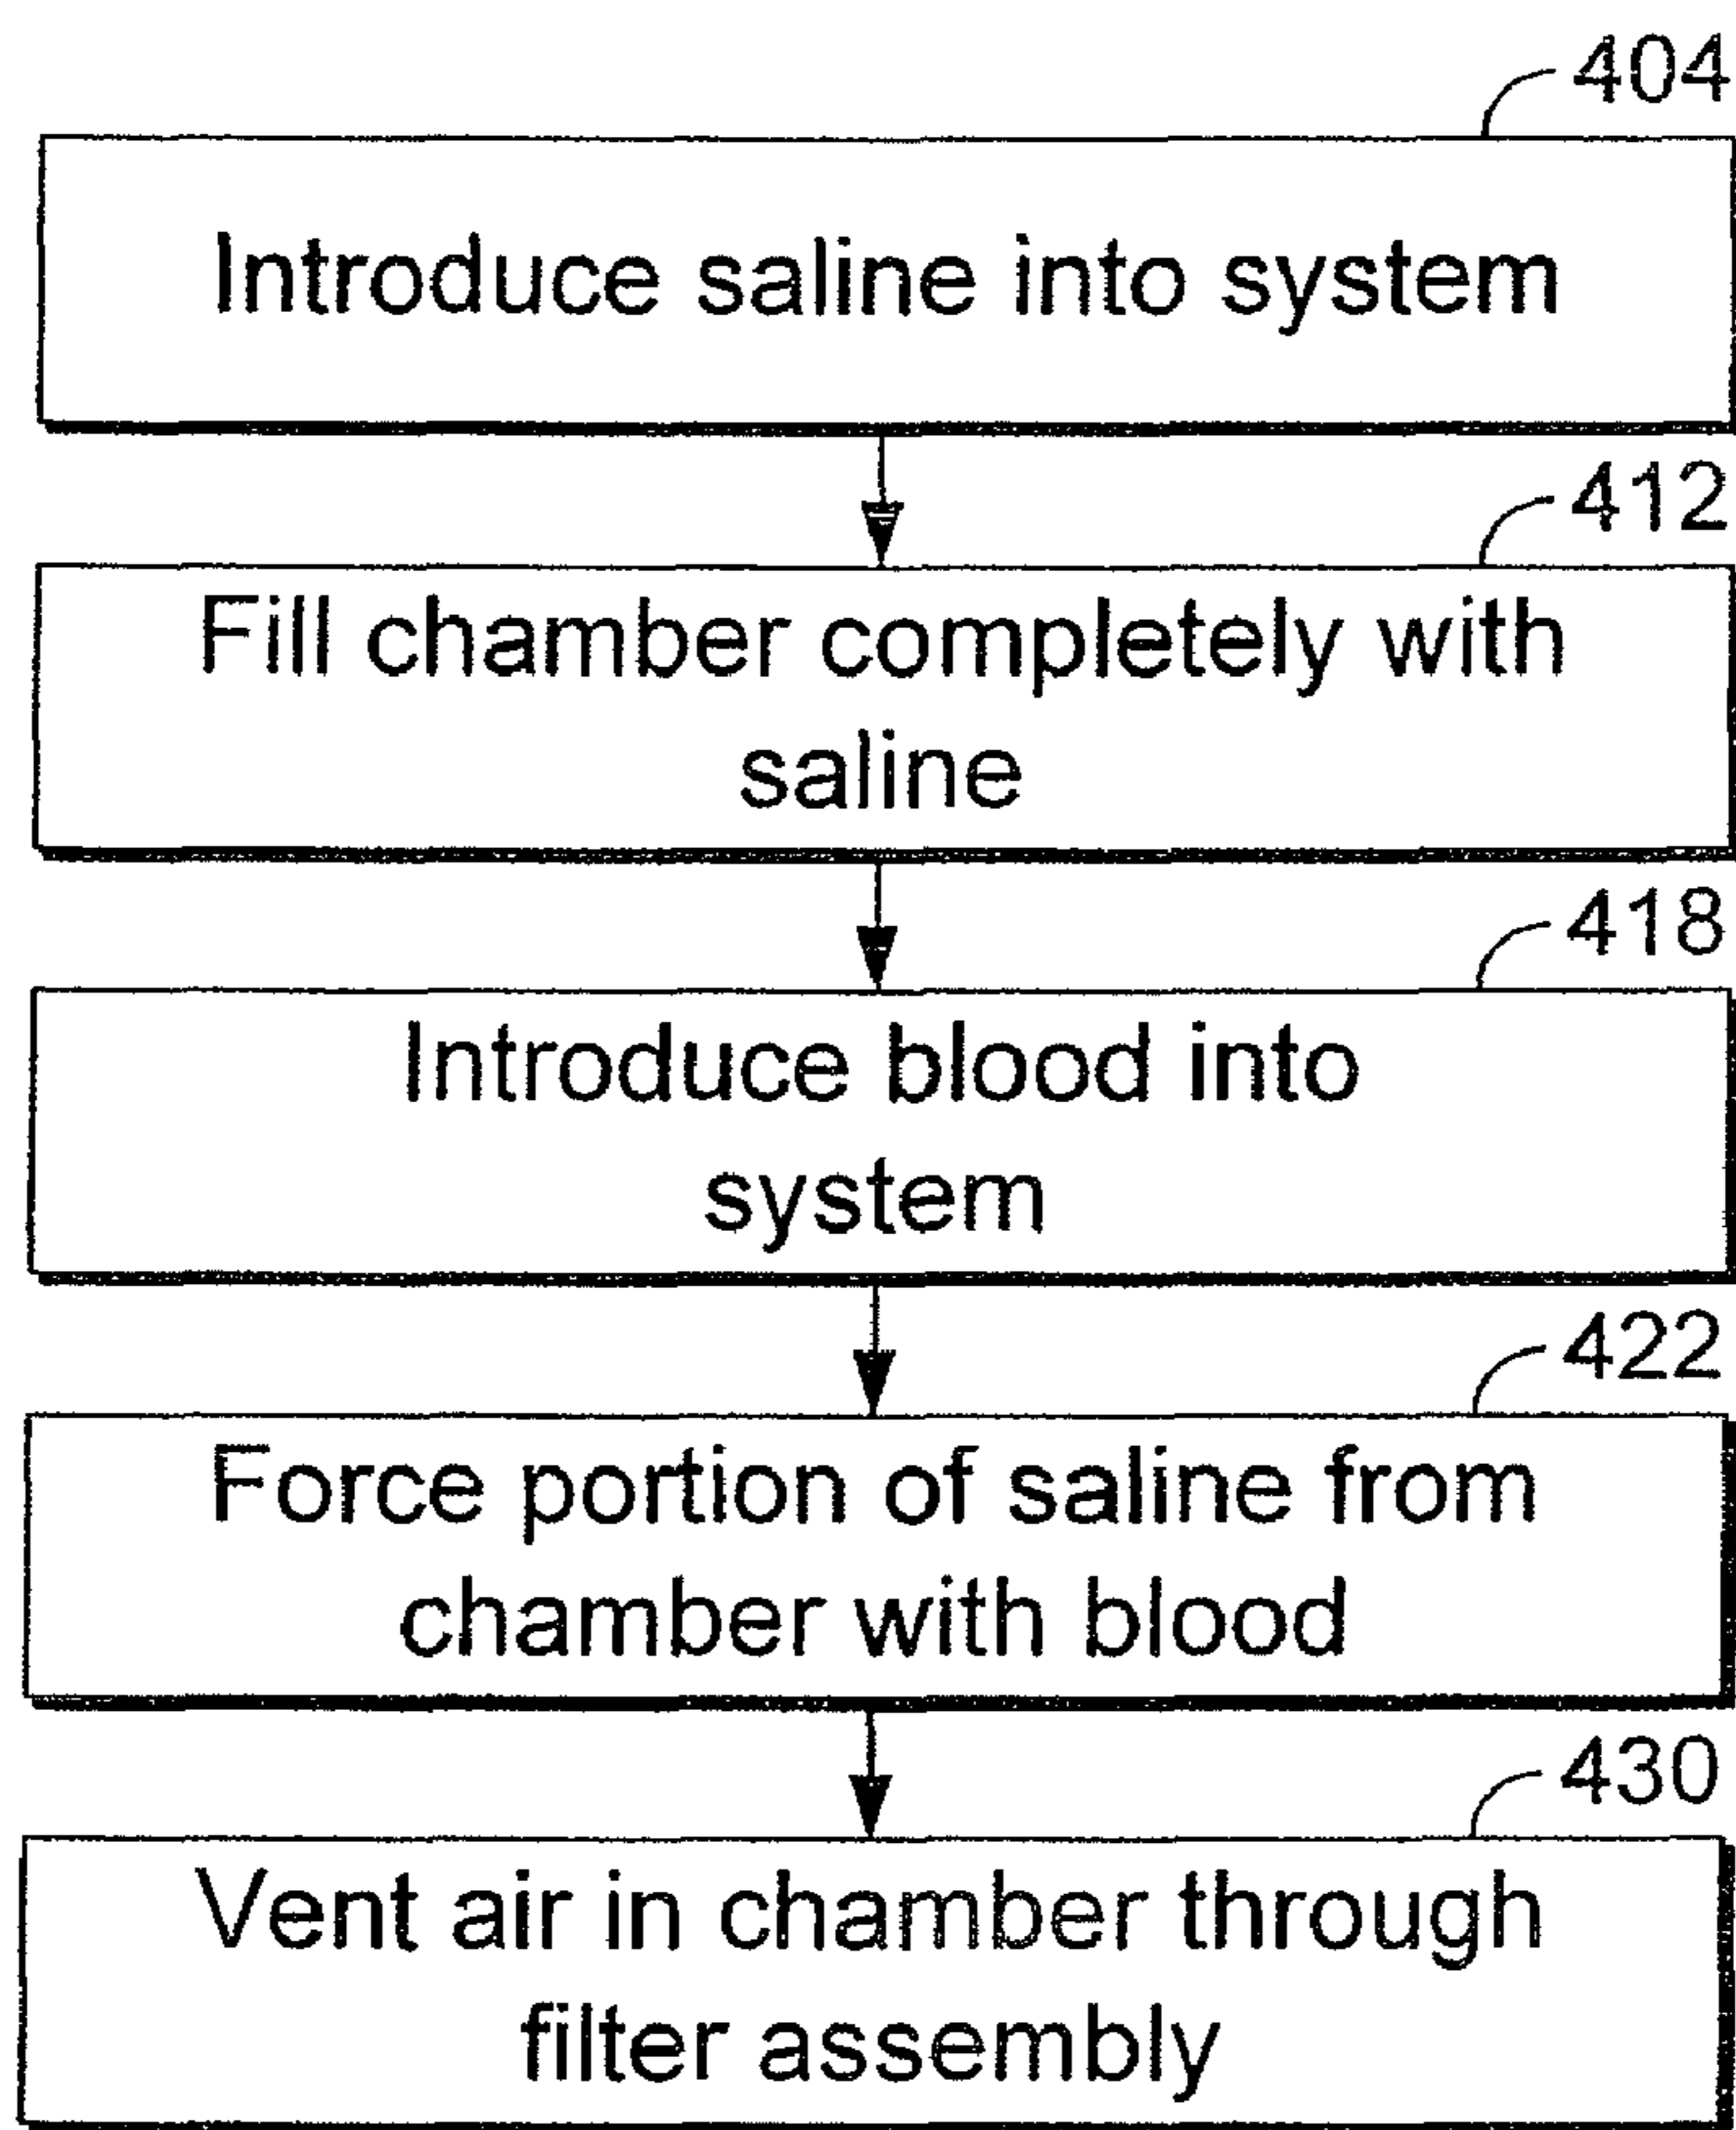 404
Introduce saline into system
412
Fill chamber completely with
saline
418
Introduce blood into
system
422
Force portion of saline from
chamber with blood
430
Vent air in chamber through
filter assembly